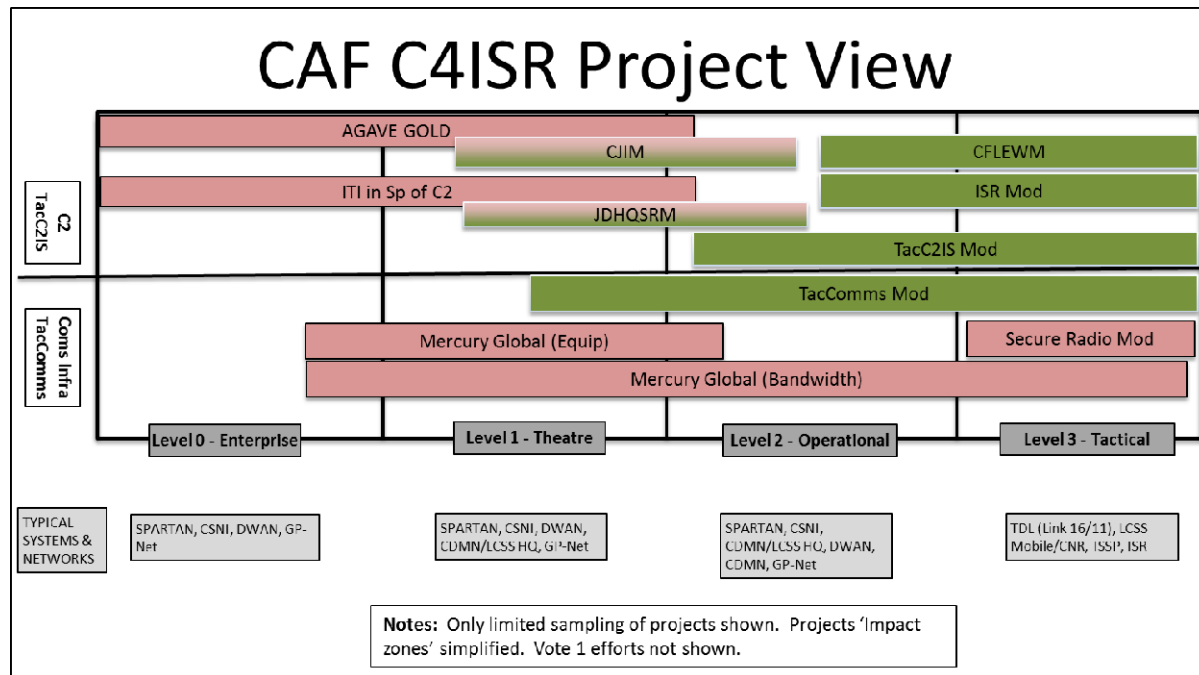 CAF C4ISR Project View
AGAVE GOLD
CJIM
CFLEWM
C2
TacC2IS
ITI in Sp of C2
ISR Mod
JDHQSRM
TacC2IS Mod
TacComms Mod
Coms Infra
TacComms
Mercury Global (Equip)
Secure Radio Mod
Mercury Global (Bandwidth)
Level 0 - Enterprise
Level 1 - Theatre
Level 2 - Operational
Level 3 - Tactical
TYPICAL
SYSTEMS &
NETWORKS
SPARTAN, CSNI, DWAN, GP-
Net
SPARTAN, CSNI, DWAN,
CDMN/LCSS HQ, GP-Net
SPARTAN, CSNI,
CDMN/LCSS HQ, DWAN,
CDMN, GP-Net
TDL (Link 16/11), LCSS
Mobile/CNR, TSSP, ISR
Notes: Only limited sampling of projects shown. Projects ‘Impact
zones’ simplified. Vote 1 efforts not shown.